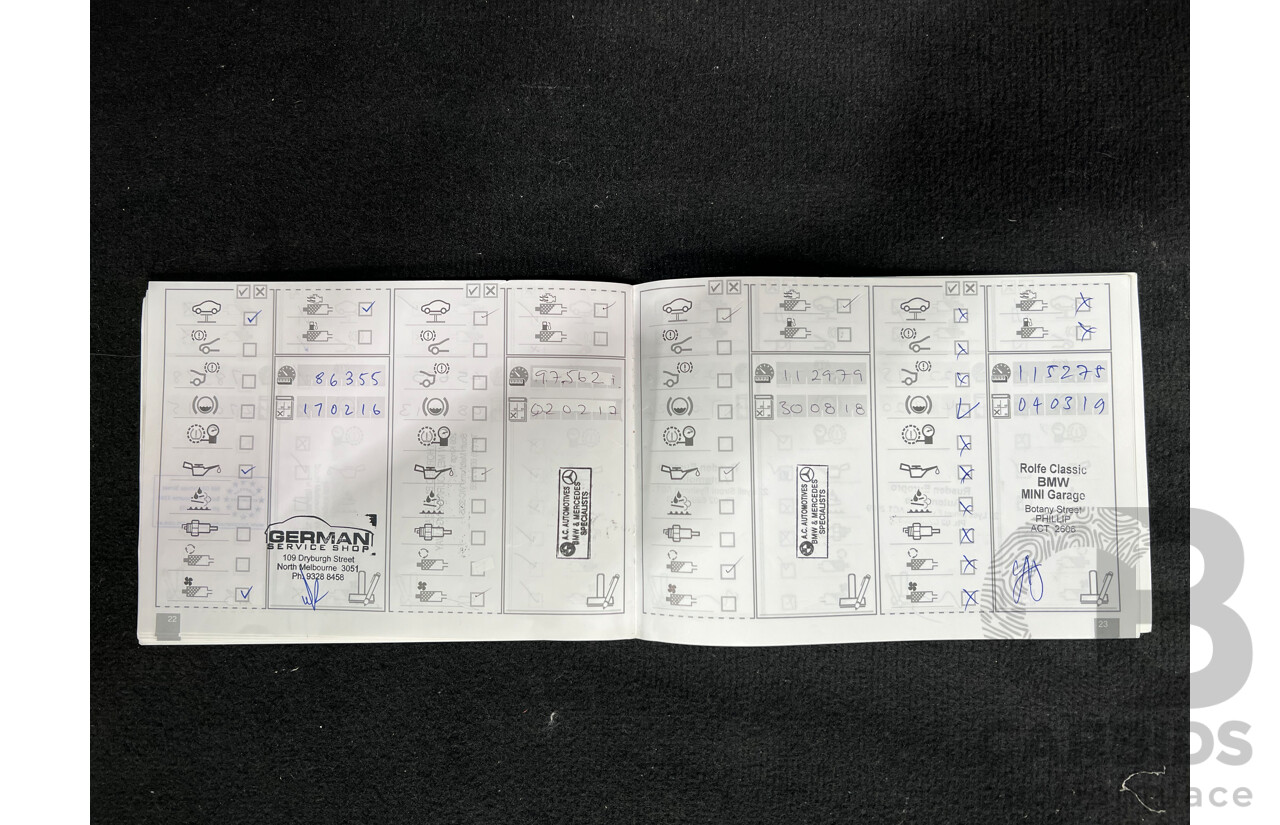 86355
170216
GERMAN
SERVICE SHOP
109 Dryburgh Street
North Melbourne 3051
Ph: 9328 8458
22
97562
020217
A.C. AUTOMOTIVES
BMW & MERCEDES
SPECIALISTS
112979
300818
A.C. AUTOMOTIVES
BMW & MERCEDES
SPECIALISTS
115275
040319
Rolfe Classic
BMW
MINI Garage
Botany Street
PHILLIP
ACT 2606
23